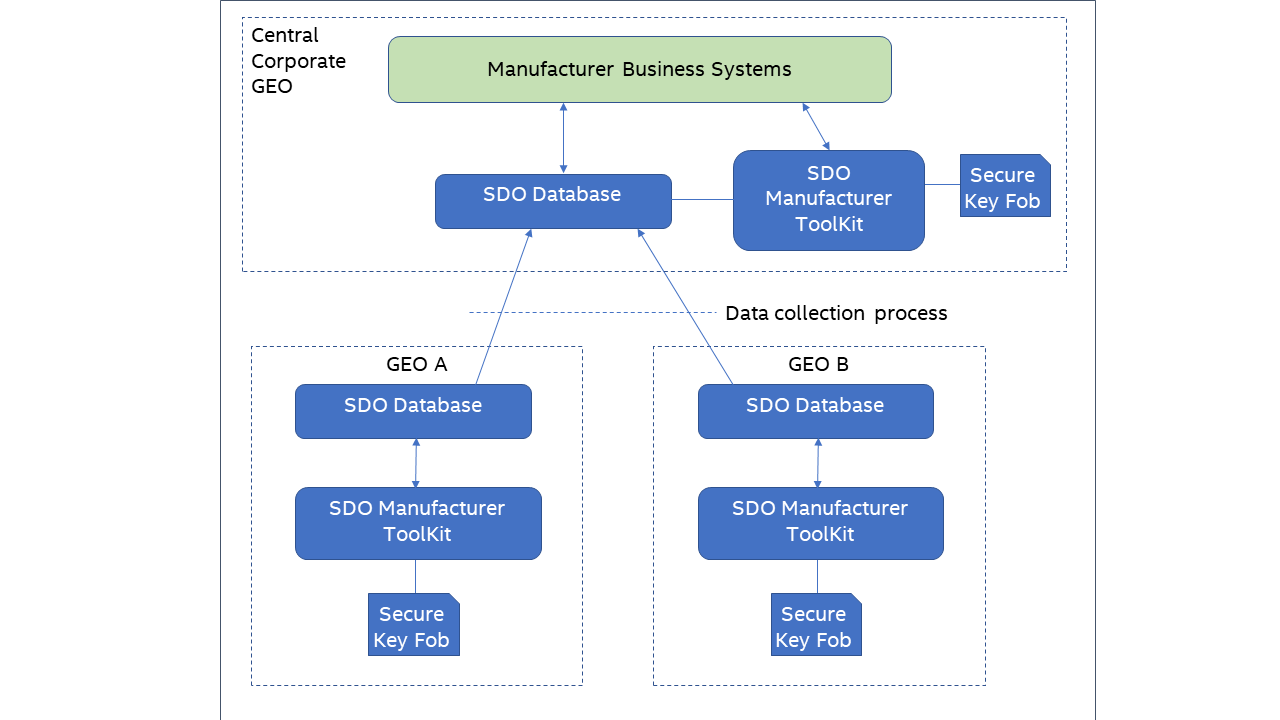 Central
Corporate
GEO
Manufacturer Business Systems
SDO Database
SDO
Manufacturer
ToolKit
Secure
Key Fob
Data collection process
GEO A
SDO Database
SDO Manufacturer
ToolKit
Secure
Key Fob
GEO B
SDO Database
SDO Manufacturer
ToolKit
Secure
Key Fob